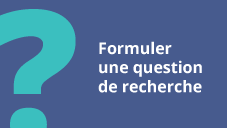 ?
Formuler
une question
de recherche